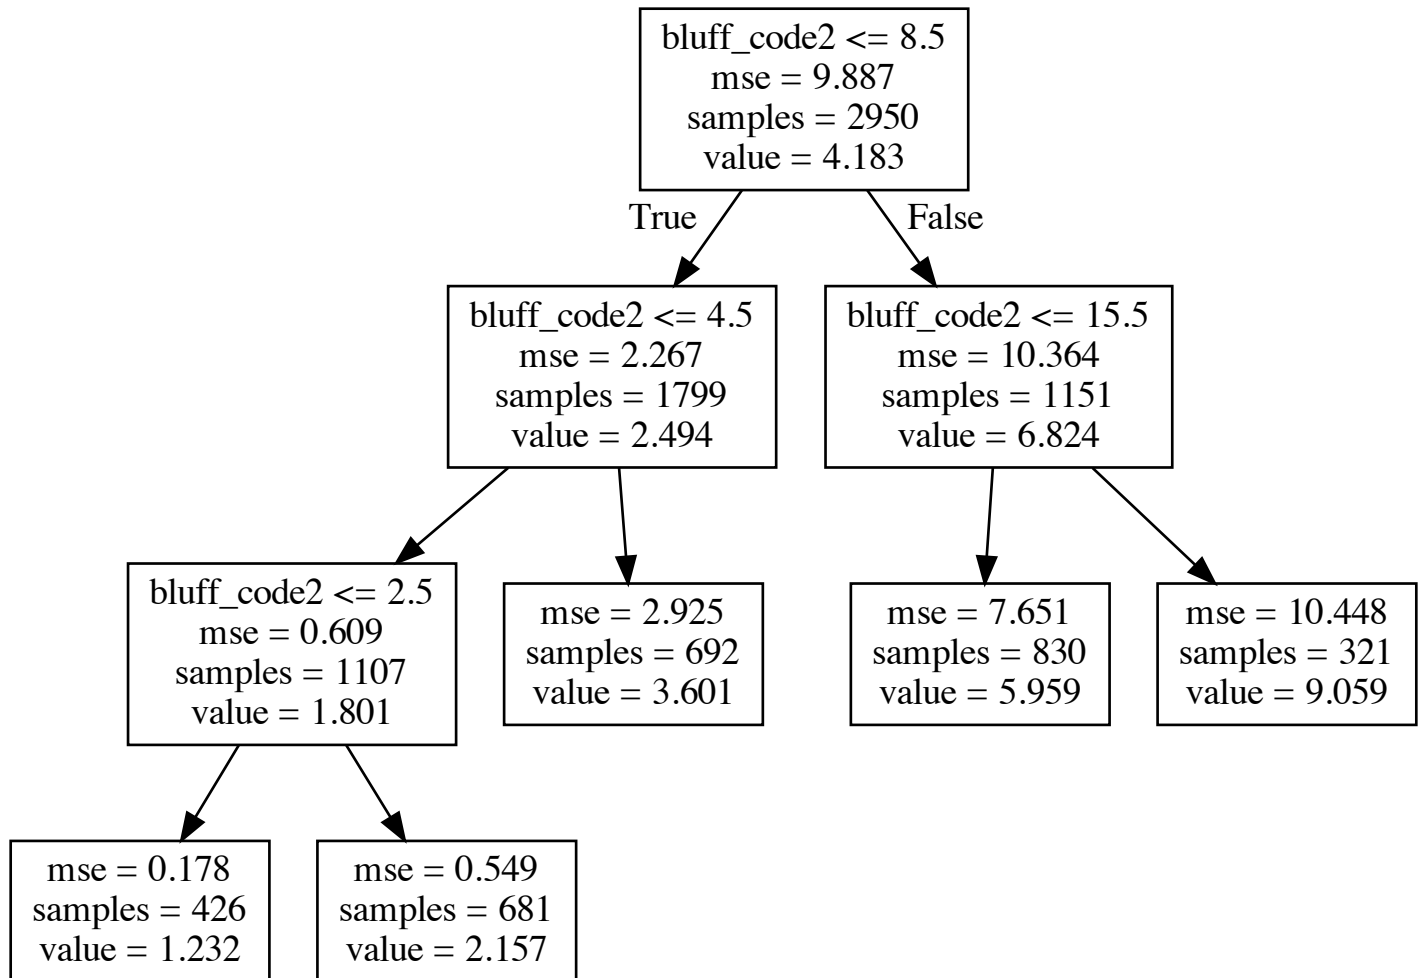 bluff_code2 <= 8.5
mse = 9.887
samples = 2950
value = 4.183
True
False
bluff_code2 <= 4.5
mse = 2.267
samples = 1799
value = 2.494
bluff_code2 <= 15.5
mse = 10.364
samples = 1151
value = 6.824
bluff_code2 <= 2.5
mse = 0.609
samples = 1107
value = 1.801
mse = 2.925
samples = 692
value = 3.601
mse = 7.651
samples = 830
value = 5.959
mse = 10.448
samples = 321
value = 9.059
mse = 0.178
samples = 426
value = 1.232
mse = 0.549
samples = 681
value = 2.157